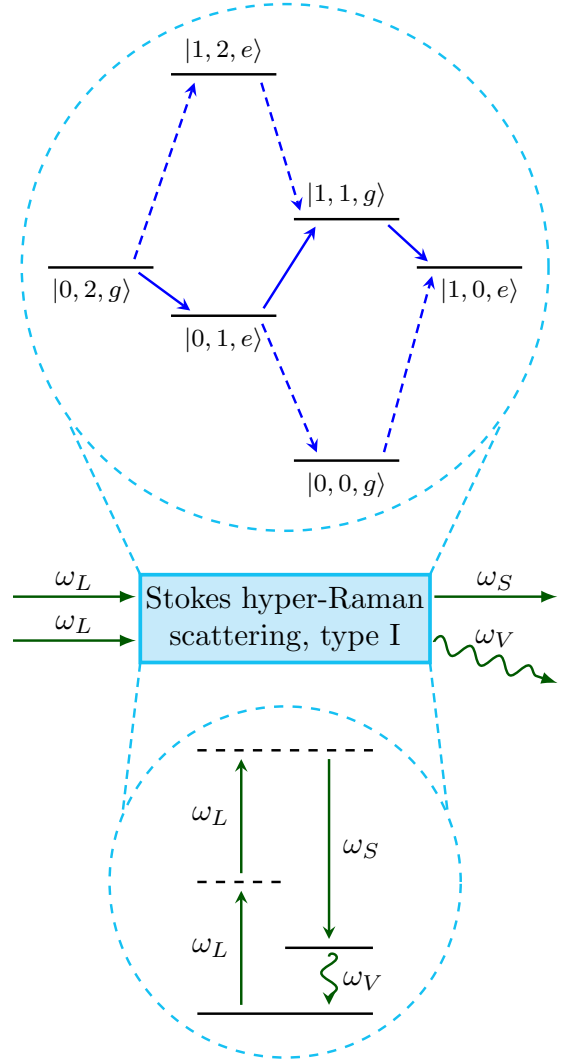 |1, 2, e⟩
|1, 1, g⟩
|0, 2, g⟩
|1, 0, e⟩
|0, 1, e⟩
|0, 0, g⟩
ω_L
ω_L
Stokes hyper-Raman
scattering, type I
ω_S
ω_V
ω_L
ω_S
ω_L
ω_V